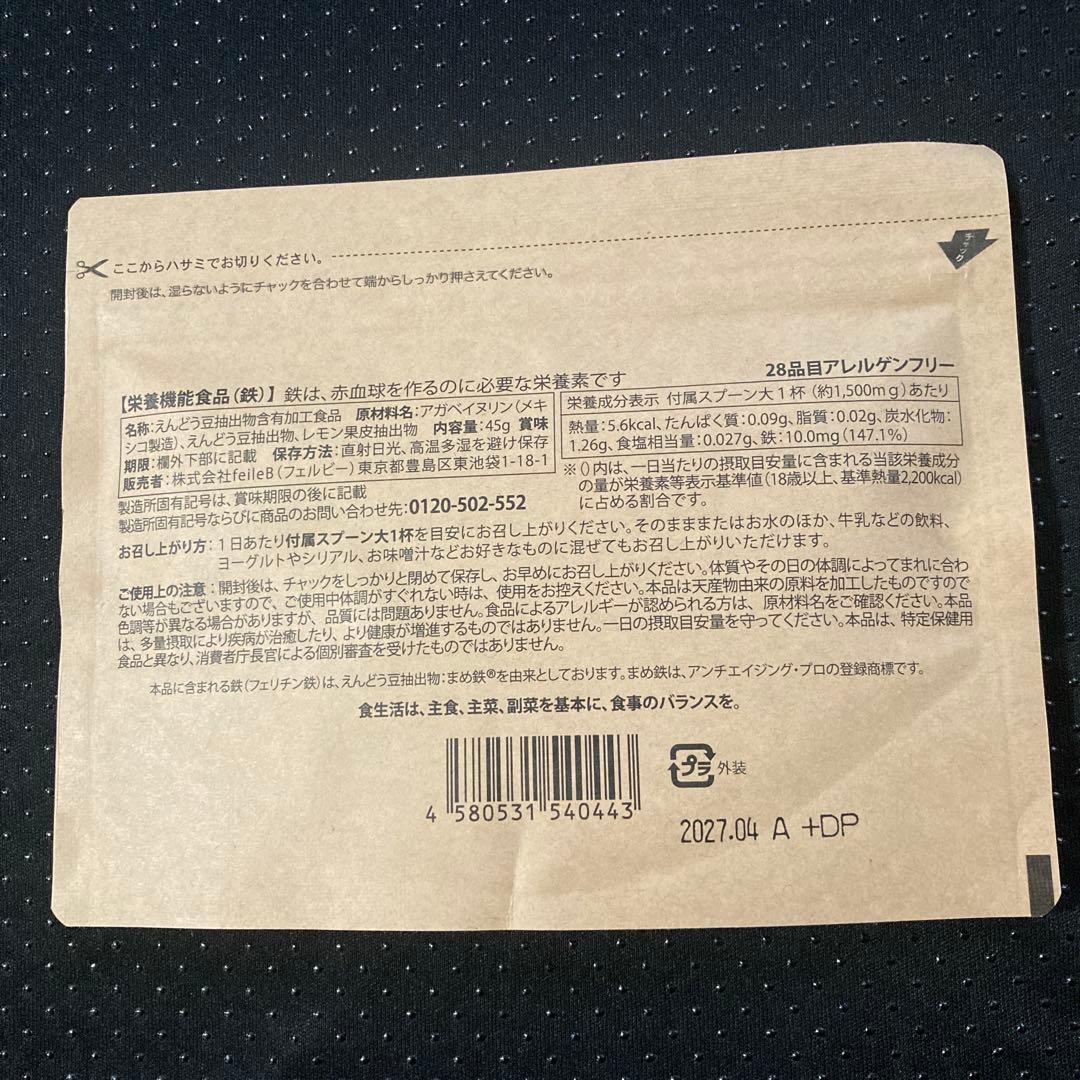 ここからハサミでお切りください。
チャック
開封後は、湿らないようにチャックを合わせて端からしっかり押さえてください。
28品目アレルゲンフリー
【栄養機能食品(鉄)】鉄は、赤血球を作るのに必要な栄養素です
名称:えんどう豆抽出物含有加工食品 原材料名:アガベイヌリン(メキ
シコ製造)、えんどう豆抽出物、レモン果皮抽出物 内容量:45g 賞味
期限:欄外下部に記載 保存方法:直射日光、高温多湿を避け保存
販売者:株式会社feileB(フェルビー)東京都豊島区東池袋1-18-1
製造所固有記号は、賞味期限の後に記載
製造所固有記号ならびに商品のお問い合わせ先:0120-502-552
栄養成分表示 付属スプーン大1杯(約1,500mg)あたり
熱量:5.6kcal、たんぱく質:0.09g、脂質:0.02g、炭水化物:
1.26g、食塩相当量:0.027g、鉄:10.0mg(147.1%)
※()内は、一日当たりの摂取目安量に含まれる当該栄養成分
の量が栄養素等表示基準値(18歳以上、基準熱量2,200kcal)
に占める割合です。
お召し上がり方:1日あたり付属スプーン大1杯を目安にお召し上がりください。そのまままたはお水のほか、牛乳などの飲料、
ヨーグルトやシリアル、お味噌汁などお好きなものに混ぜてもお召し上がりいただけます。
ご使用上の注意:開封後は、チャックをしっかりと閉めて保存し、お早めにお召し上がりください。体質やその日の体調によってまれに合わ
ない場合もございますので、ご使用中体調がすぐれない時は、使用をお控えください。本品は天産物由来の原料を加工したものですので
色調等が異なる場合がありますが、品質には問題ありません。食品によるアレルギーが認められる方は、原材料名をご確認ください。本品
は、多量摂取により疾病が治癒したり、より健康が増進するものではありません。一日の摂取目安量を守ってください。本品は、特定保健用
食品と異なり、消費者庁長官による個別審査を受けたものではありません。
本品に含まれる鉄(フェリチン鉄)は、えんどう豆抽出物:まめ鉄®を由来としております。まめ鉄は、アンチエイジング・プロの登録商標です。
食生活は、主食、主菜、副菜を基本に、食事のバランスを。
プラ 外装
4 580531 540443
2027.04 A +DP